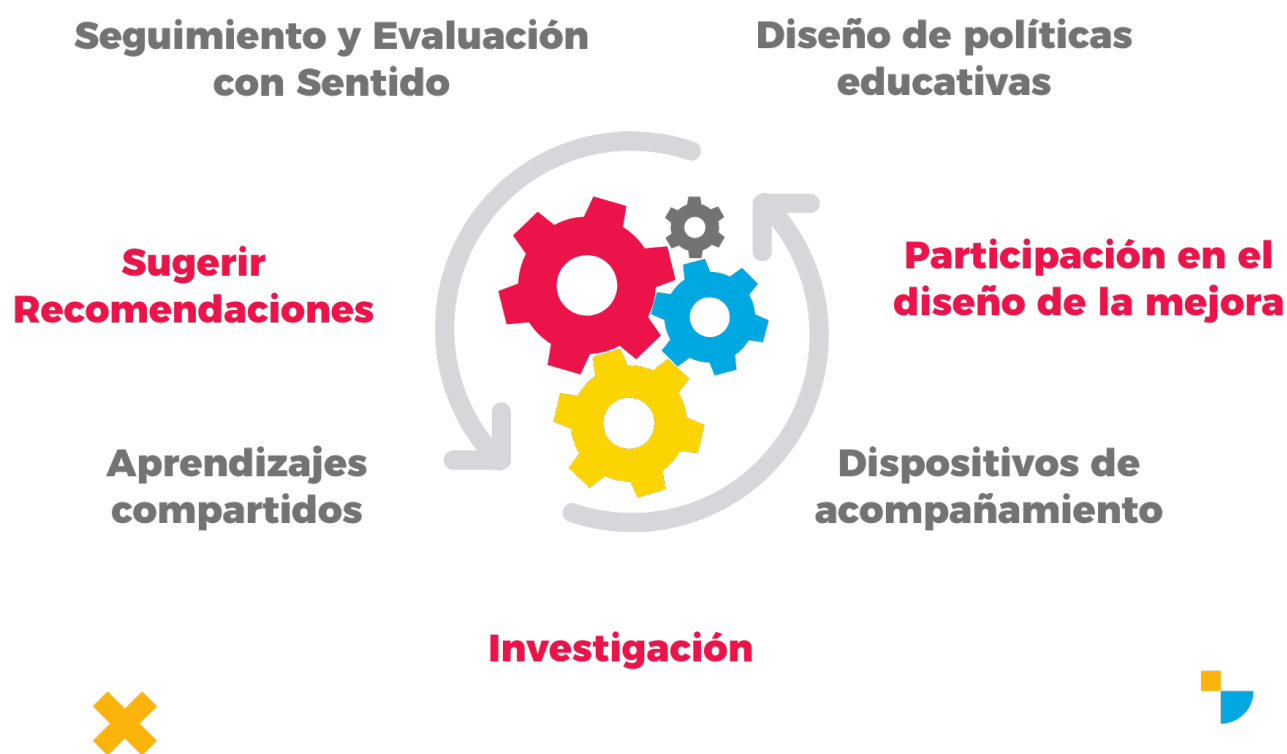 Seguimiento y Evaluación
con Sentido
Diseño de políticas
educativas
Sugerir
Recomendaciones
Participación en el
diseño de la mejora
Aprendizajes
compartidos
Dispositivos de
acompañamiento
Investigación